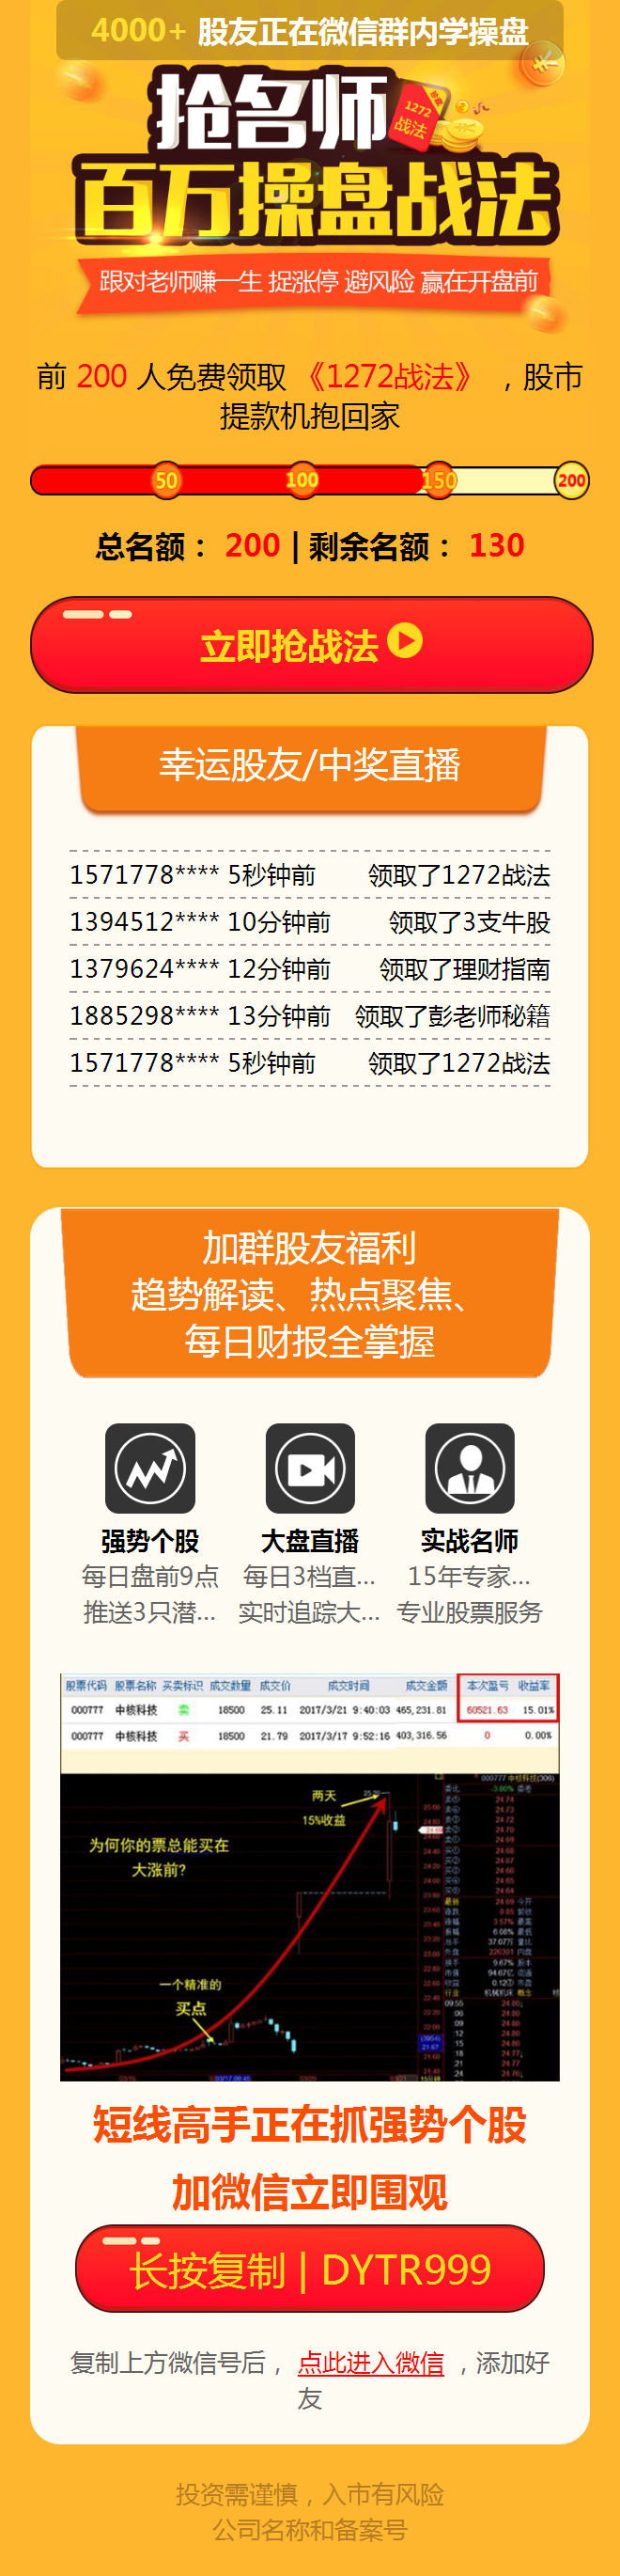 4000+ 股友正在微信群内学操盘
抢名师
1272
战法
百万操盘战法
跟对老师赚一生 捉涨停 避风险 赢在开盘前
前 200 人免费领取 《1272战法》 ，股市
提款机抱回家
50 100 150 200
总名额： 200 | 剩余名额： 130
立即抢战法
幸运股友/中奖直播
1571778**** 5秒钟前 领取了1272战法
1394512**** 10分钟前 领取了3支牛股
1379624**** 12分钟前 领取了理财指南
1885298**** 13分钟前 领取了彭老师秘籍
1571778**** 5秒钟前 领取了1272战法
加群股友福利
趋势解读、热点聚焦、
每日财报全掌握
强势个股 大盘直播 实战名师
每日盘前9点 每日3档直... 15年专家...
推送3只潜... 实时追踪大... 专业股票服务
股票代码 股票名称 买卖标识 成交数量 成交价 成交时间 成交金额 本次盈亏 收益率
000777 中核科技 卖 18500 25.11 2017/3/21 9:40:03 465,231.81 60521.63 15.01%
000777 中核科技 买 18500 21.79 2017/3/17 9:52:16 403,316.56 0 0.00%
两天
15%收益
为何你的票总能买在
大涨前?
一个精准的
买点
短线高手正在抓强势个股
加微信立即围观
长按复制 | DYTR999
复制上方微信号后， 点此进入微信 ，添加好
友
投资需谨慎，入市有风险
公司名称和备案号